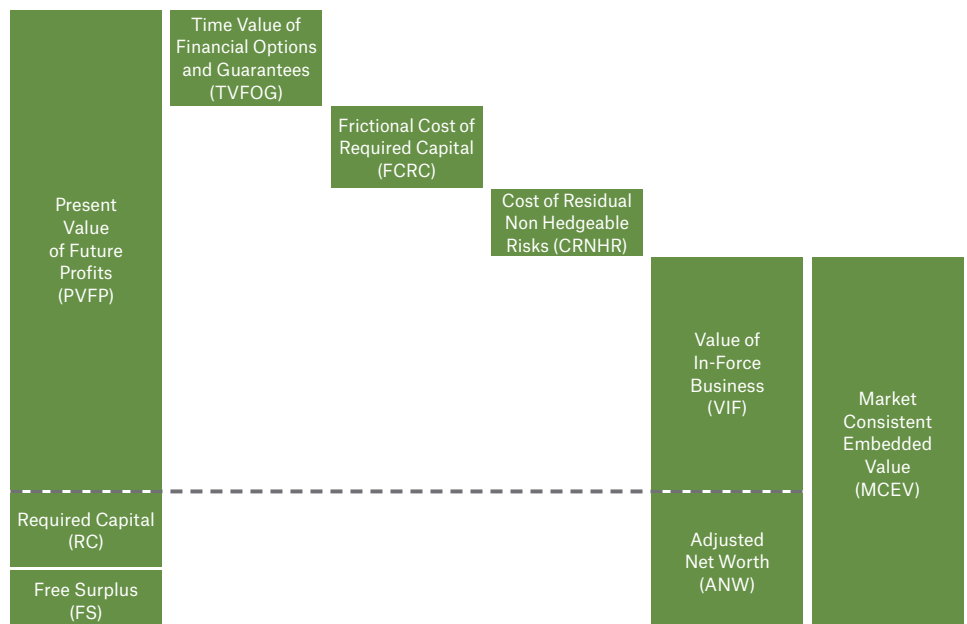 Present
Value
of Future
Profits
(PVFP)
Required Capital
(RC)
Free Surplus
(FS)
Time Value of
Financial Options
and Guarantees
(TVFOG)
Frictional Cost of
Required Capital
(FCRC)
Cost of Residual
Non Hedgeable
Risks (CRNHR)
Value of
In-Force
Business
(VIF)
Adjusted
Net Worth
(ANW)
Market
Consistent
Embedded
Value
(MCEV)